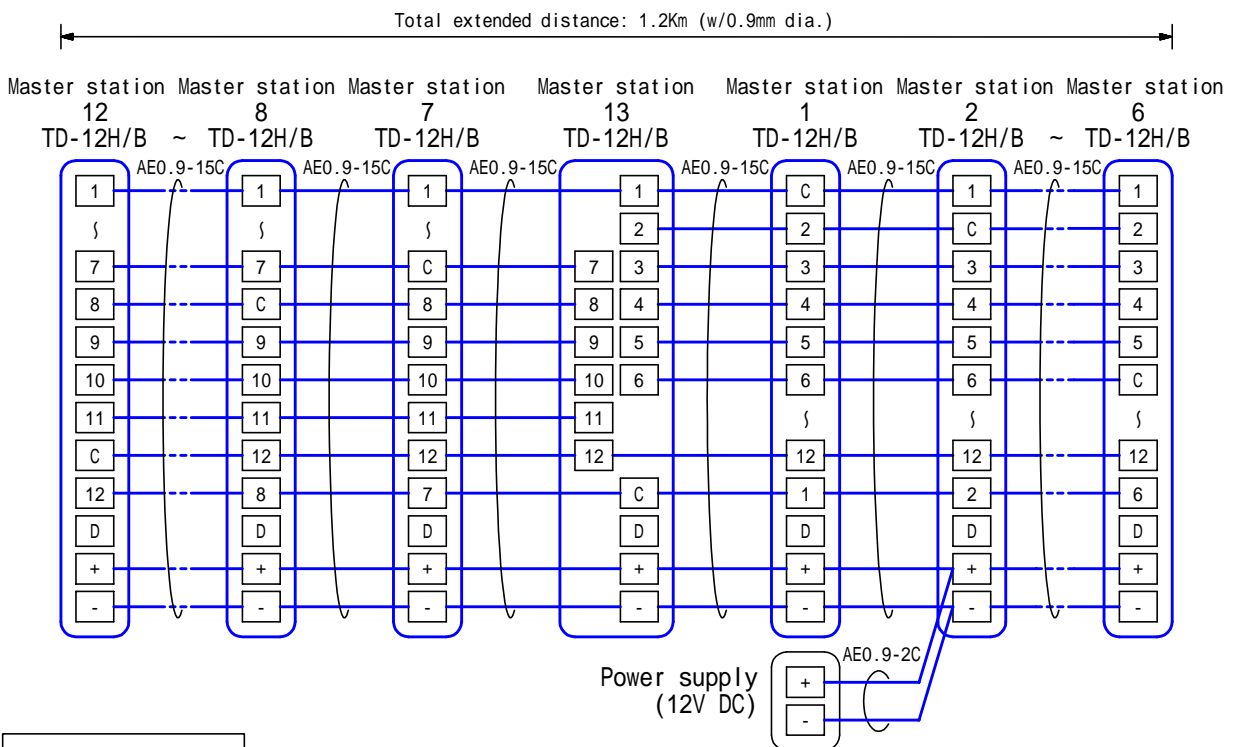 Total extended distance: 1.2Km (w/0.9mm dia.)
Master station Master station Master station Master station Master station Master station Master station
12 8 7 13 1 2 6
TD-12H/B ~ TD-12H/B TD-12H/B TD-12H/B TD-12H/B TD-12H/B ~ TD-12H/B
AE0.9-15C AE0.9-15C AE0.9-15C AE0.9-15C AE0.9-15C AE0.9-15C
1 1 1 1 C 1 1
~ ~ ~ 2 2 C 2
7 7 C 7 3 3 3 3
8 C 8 8 4 4 4 4
9 9 9 9 5 5 5 5
10 10 10 10 6 6 6 C
11 11 11 11 ~ ~ ~
C 12 12 12 12 12 12
12 8 7 C 1 2 6
D D D D D D D
+ + + + + + +
- - - - - - -
AE0.9-2C
Power supply +
(12V DC) -